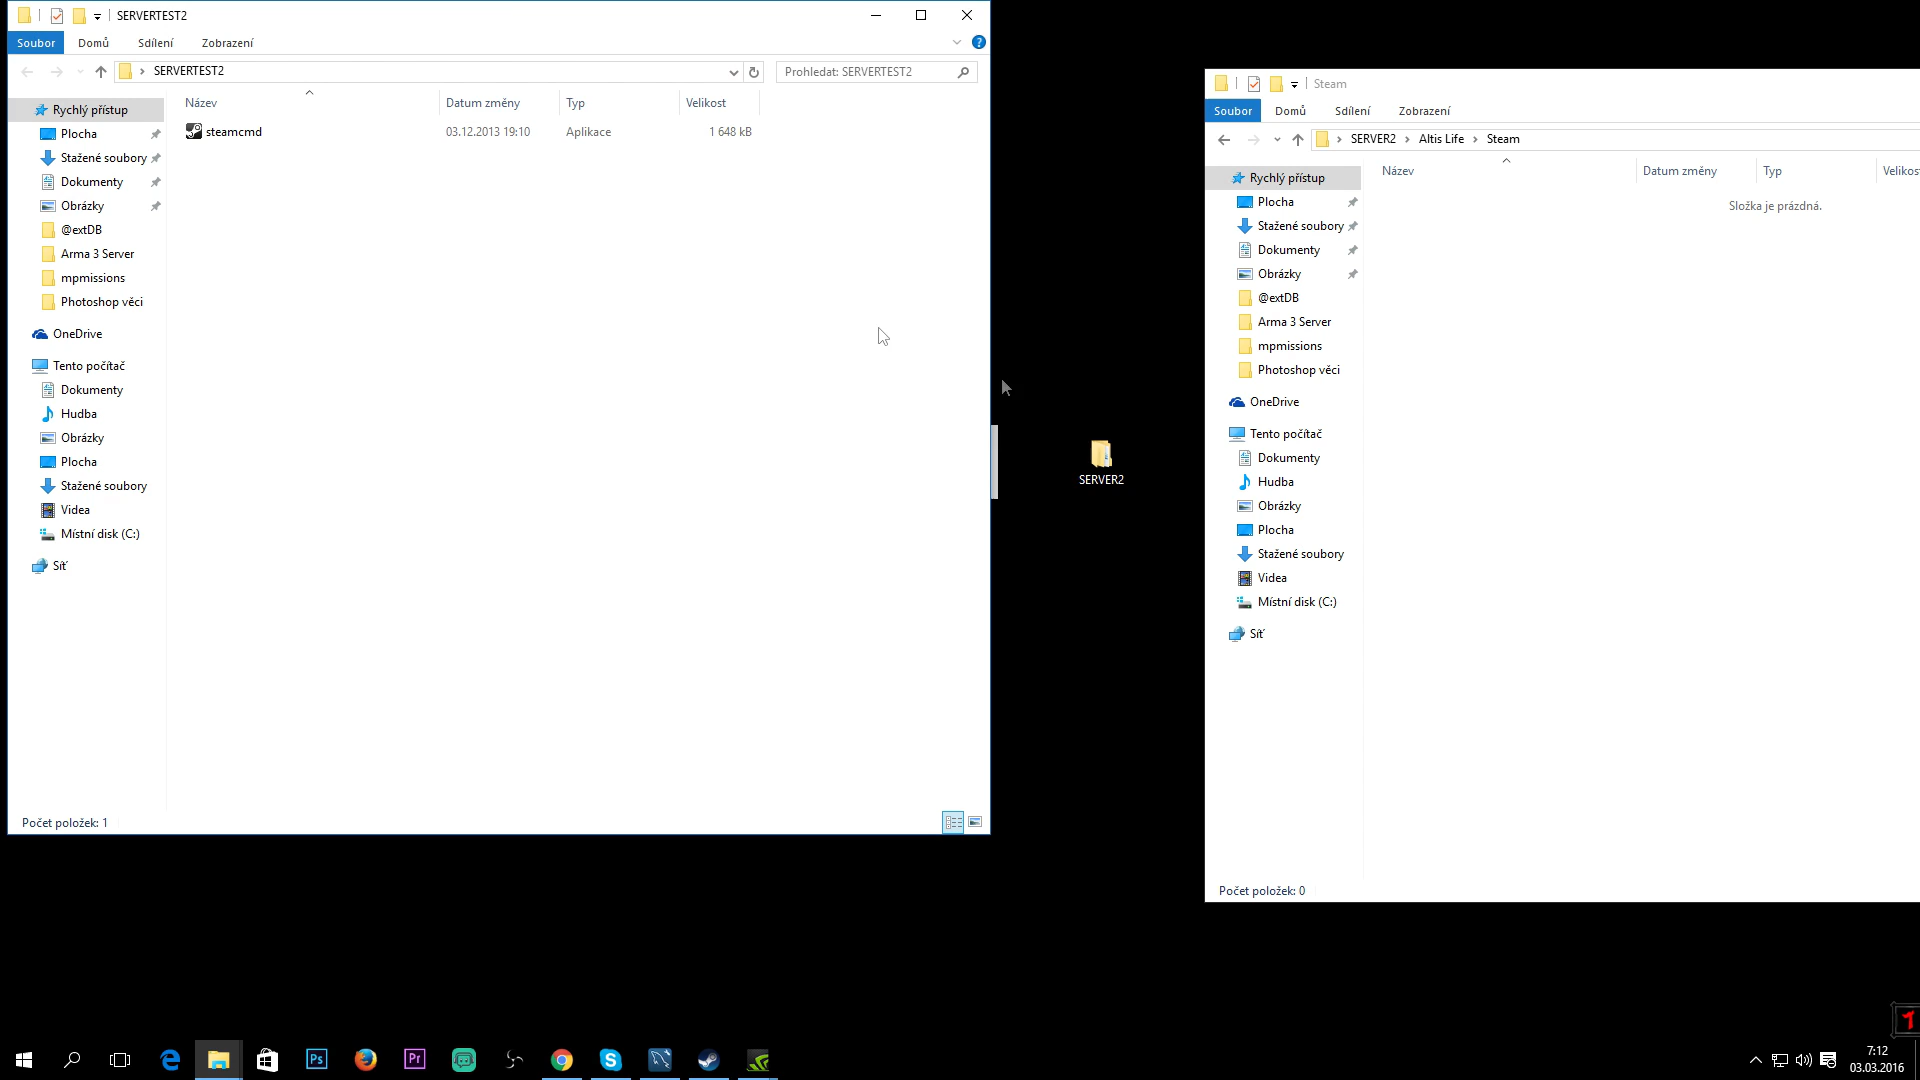 SERVERTEST2
Soubor
Domů
Sdílení
Zobrazení
?
SERVERTEST2
Prohledat: SERVERTEST2
Název
Datum změny
Typ
Velikost
steamcmd
03.12.2013 19:10
Aplikace
1 648 kB
Rychlý přístup
Plocha
Stažené soubory
Dokumenty
Obrázky
@extDB
Arma 3 Server
mpmissions
Photoshop věci
OneDrive
Tento počítač
Dokumenty
Hudba
Obrázky
Plocha
Stažené soubory
Videa
Místní disk (C:)
Síť
Počet položek: 1
SERVER2
Steam
Soubor
Domů
Sdílení
Zobrazení
SERVER2
Altis Life
Steam
Název
Datum změny
Typ
Velikos
Složka je prázdná.
Rychlý přístup
Plocha
Stažené soubory
Dokumenty
Obrázky
@extDB
Arma 3 Server
mpmissions
Photoshop věci
OneDrive
Tento počítač
Dokumenty
Hudba
Obrázky
Plocha
Stažené soubory
Videa
Místní disk (C:)
Síť
Počet položek: 0
1
Ps
Pr
7:12
03.03.2016